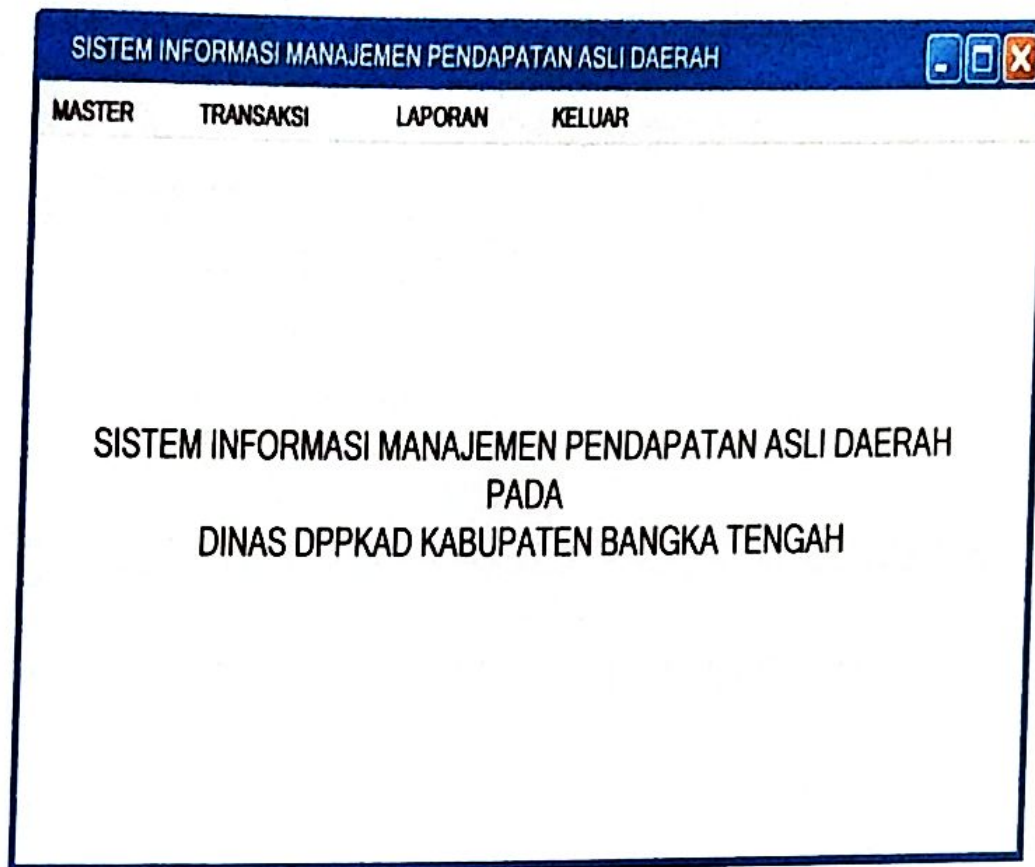 SISTEM INFORMASI MANAJEMEN PENDAPATAN ASLI DAERAH
MASTER TRANSAKSI LAPORAN KELUAR
SISTEM INFORMASI MANAJEMEN PENDAPATAN ASLI DAERAH
PADA
DINAS DPPKAD KABUPATEN BANGKA TENGAH